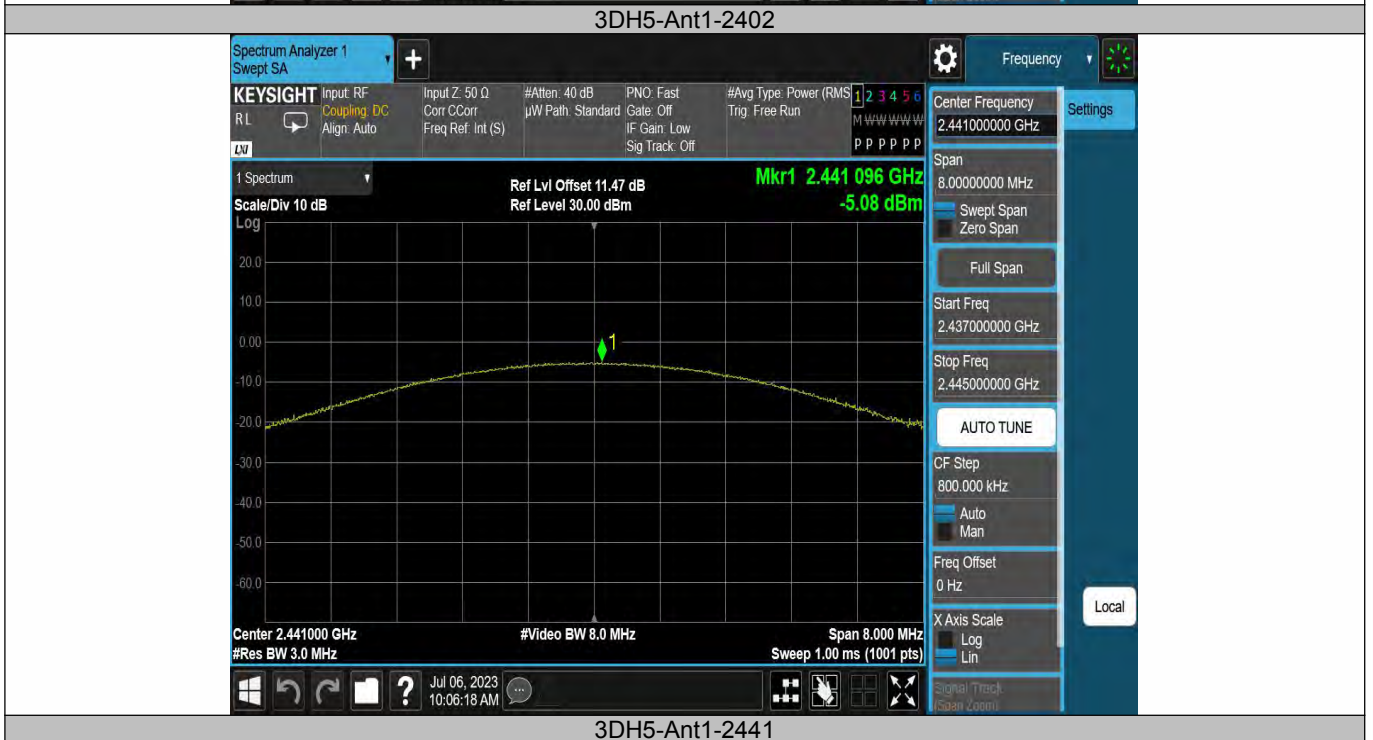 3DH5-Ant1-2402
Spectrum Analyzer 1
Swept SA
+
Frequency
KEYSIGHT
RL
LXI
Input: RF
Coupling: DC
Align: Auto
Input Z: 50 Ω
Corr CCorr
Freq Ref: Int (S)
#Atten: 40 dB
µW Path: Standard
PNO: Fast
Gate: Off
IF Gain: Low
Sig Track: Off
#Avg Type: Power (RMS
Trig: Free Run
1 2 3 4 5 6
M W W W W W
P P P P P P
Center Frequency
2.441000000 GHz
Settings
1 Spectrum
Scale/Div 10 dB
Ref Lvl Offset 11.47 dB
Ref Level 30.00 dBm
Mkr1 2.441 096 GHz
-5.08 dBm
Span
8.00000000 MHz
Swept Span
Zero Span
Full Span
Start Freq
2.437000000 GHz
Stop Freq
2.445000000 GHz
AUTO TUNE
CF Step
800.000 kHz
Auto
Man
Freq Offset
0 Hz
X Axis Scale
Log
Lin
Signal Track
(Span Zoom)
Local
Log
20.0
10.0
0.00
-10.0
-20.0
-30.0
-40.0
-50.0
-60.0
1
Center 2.441000 GHz
#Res BW 3.0 MHz
#Video BW 8.0 MHz
Span 8.000 MHz
Sweep 1.00 ms (1001 pts)
?
Jul 06, 2023
10:06:18 AM
3DH5-Ant1-2441